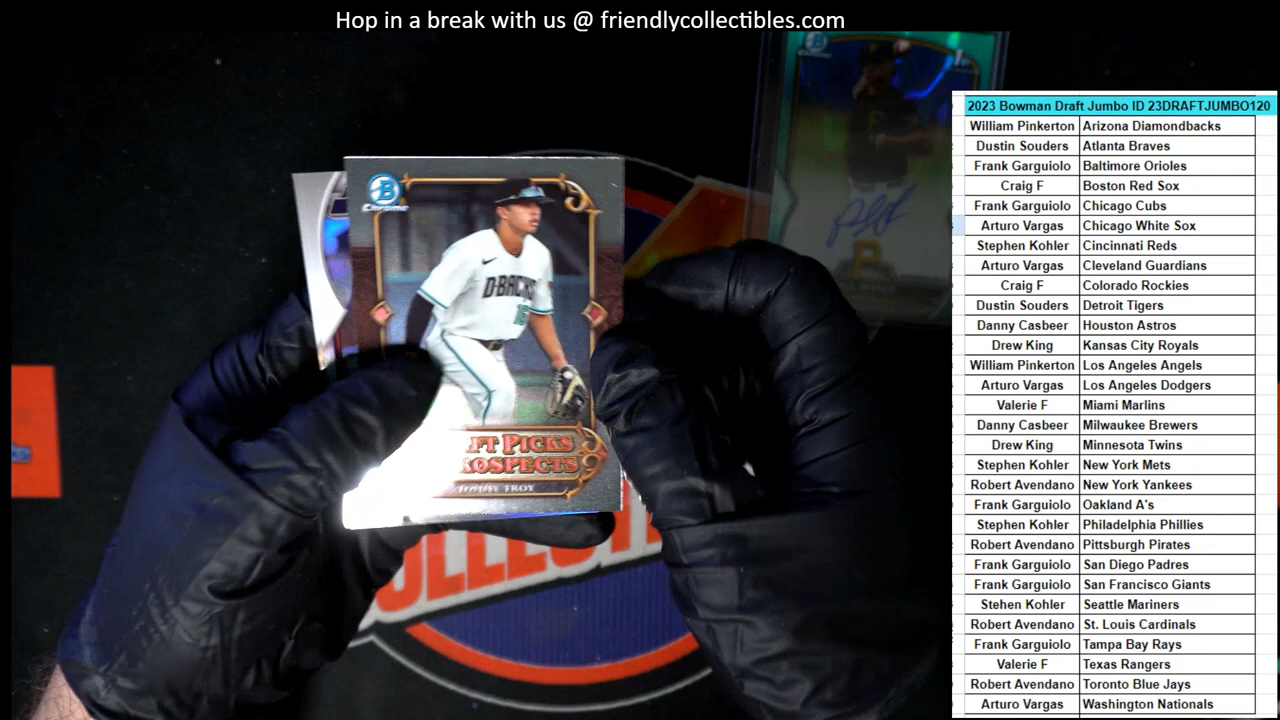 Hop in a break with us @ friendlycollectibles.com
2023 Bowman Draft Jumbo ID 23DRAFTJUMBO120
William Pinkerton Arizona Diamondbacks
Dustin Souders Atlanta Braves
Frank Garguiolo Baltimore Orioles
Craig F Boston Red Sox
Frank Garguiolo Chicago Cubs
Arturo Vargas Chicago White Sox
Stephen Kohler Cincinnati Reds
Arturo Vargas Cleveland Guardians
Craig F Colorado Rockies
Dustin Souders Detroit Tigers
Danny Casbeer Houston Astros
Drew King Kansas City Royals
William Pinkerton Los Angeles Angels
Arturo Vargas Los Angeles Dodgers
Valerie F Miami Marlins
Danny Casbeer Milwaukee Brewers
Drew King Minnesota Twins
Stephen Kohler New York Mets
Robert Avendano New York Yankees
Frank Garguiolo Oakland A's
Stephen Kohler Philadelphia Phillies
Robert Avendano Pittsburgh Pirates
Frank Garguiolo San Diego Padres
Frank Garguiolo San Francisco Giants
Stehen Kohler Seattle Mariners
Robert Avendano St. Louis Cardinals
Frank Garguiolo Tampa Bay Rays
Valerie F Texas Rangers
Robert Avendano Toronto Blue Jays
Arturo Vargas Washington Nationals
B
Chrome
D-BACKS
16
FT PICKS
ROSPECTS
TROY
P